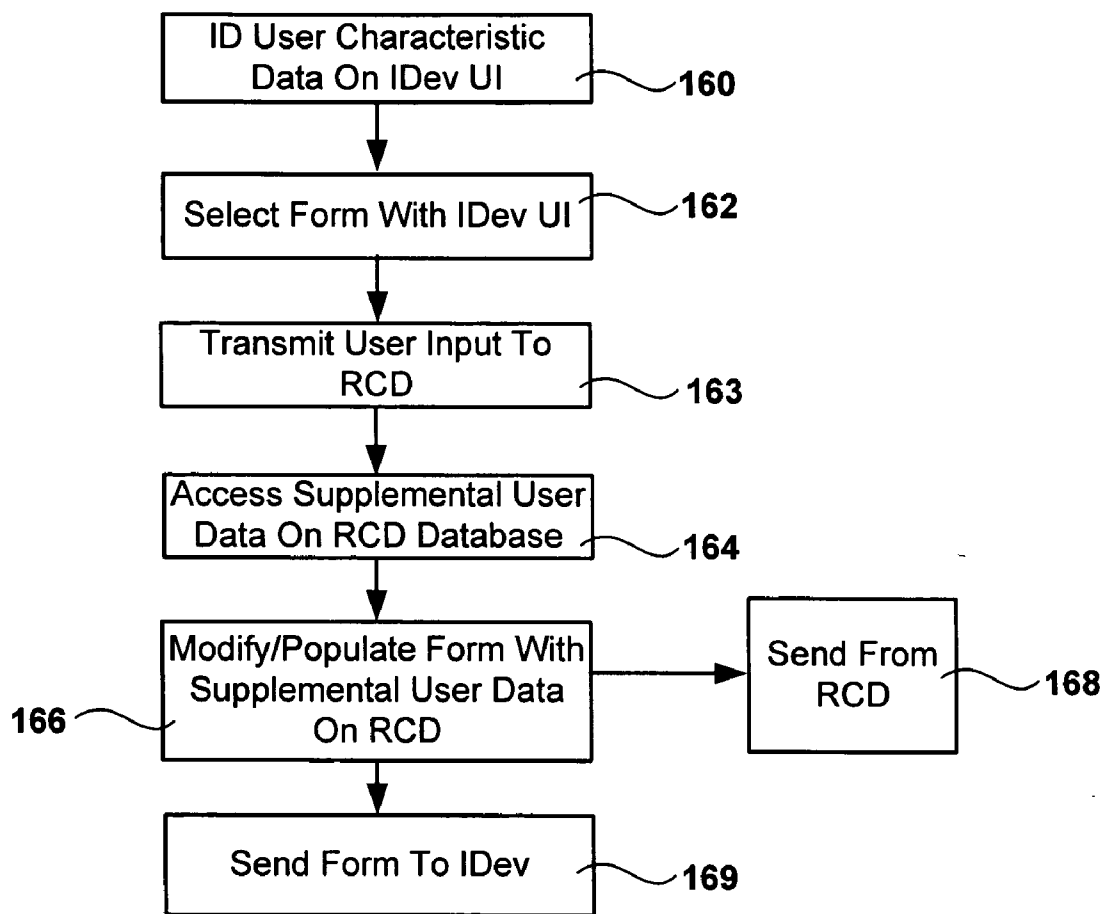 ID User Characteristic
Data On IDev UI
160
Select Form With IDev UI
162
Transmit User Input To
RCD
163
Access Supplemental User
Data On RCD Database
164
Modify/Populate Form With
Supplemental User Data
On RCD
166
Send From
RCD
168
Send Form To IDev
169